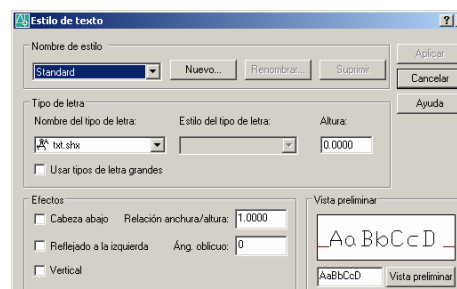 Estilo de texto
Nombre de estilo
Standard
Nuevo...
Renombrar...
Suprimir
Aplicar
Cancelar
Ayuda
Tipo de letra
Nombre del tipo de letra:
Estilo del tipo de letra:
Altura:
txt.shx
0.0000
Usar tipos de letra grandes
Efectos
Cabeza abajo
Relación anchura/altura:
1.0000
Reflejado a la izquierda
Áng. oblicuo:
0
Vertical
Vista preliminar
AaBbCcD
AaBbCcD
Vista preliminar